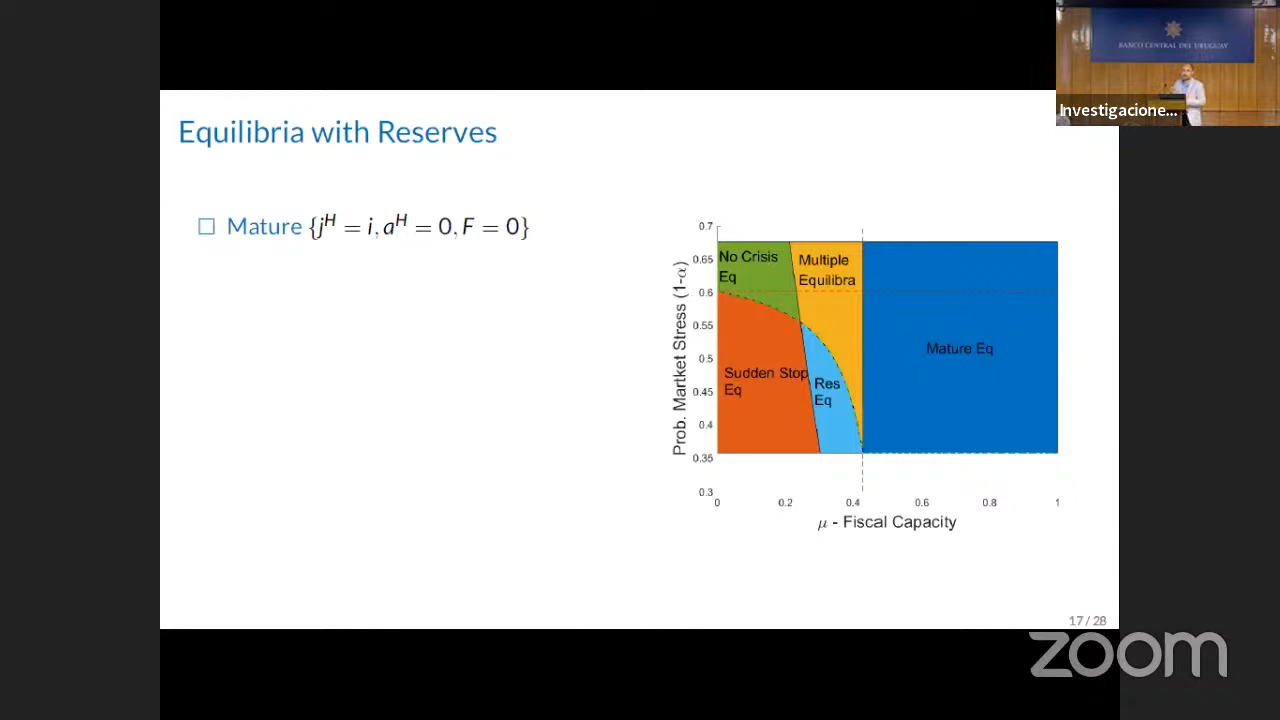 BANCO CENTRAL DEL URUGUAY
Investigacione...
Equilibria with Reserves
Mature {j^H = i, a^H = 0, F = 0}
0.7
0.65
0.6
0.55
0.5
0.45
0.4
0.35
0.3
Prob. Martket Stress (1-α)
No Crisis
Eq
Multiple
Equilibra
Mature Eq
Sudden Stop
Eq
Res
Eq
0
0.2
0.4
0.6
0.8
1
μ - Fiscal Capacity
17 / 28
zoom